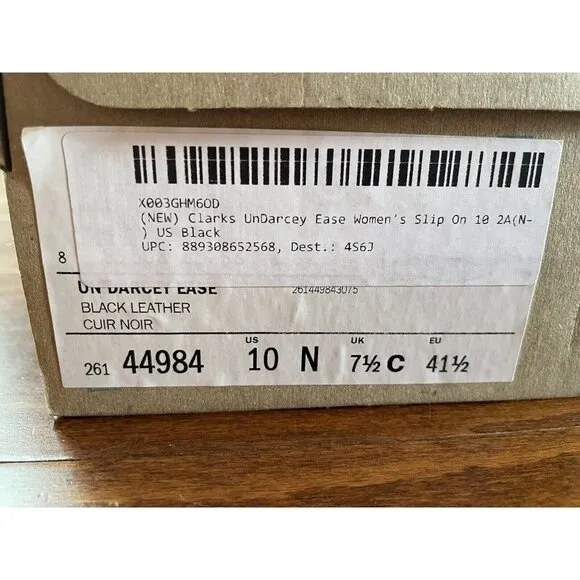 X003GHM6OD
(NEW) Clarks UnDarcey Ease Women's Slip On 10 2A(N-
) US Black
UPC: 889308652568, Dest.: 4S6J
8
UN DARCEY EASE 261449843075
BLACK LEATHER
CUIR NOIR
US UK EU
261 44984 10 N 7½ C 41½